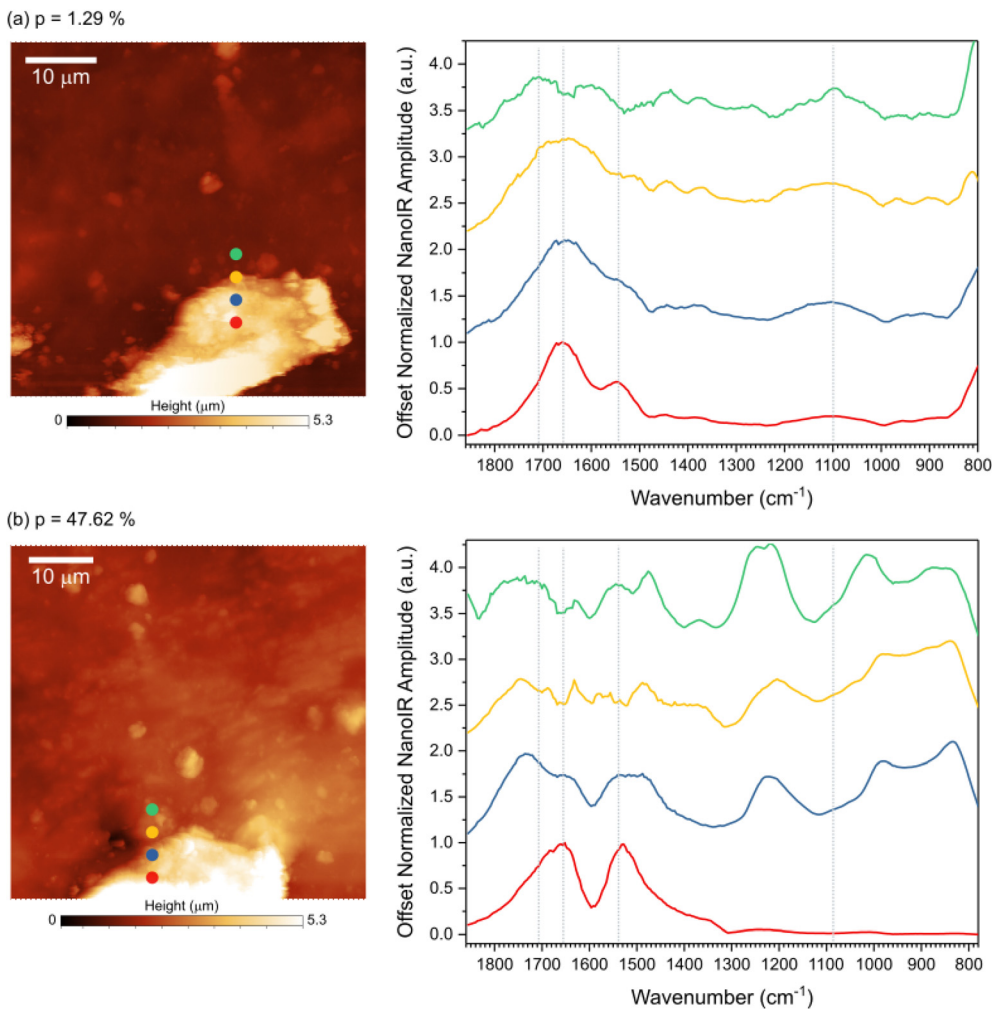 (a) p = 1.29 %
10 μm
Height (μm)
0
5.3
Offset Normalized NanoIR Amplitude (a.u.)
4.0
3.5
3.0
2.5
2.0
1.5
1.0
0.5
0.0
1800 1700 1600 1500 1400 1300 1200 1100 1000 900 800
Wavenumber (cm⁻¹)
(b) p = 47.62 %
10 μm
Height (μm)
0
5.3
Offset Normalized NanoIR Amplitude (a.u.)
4.0
3.5
3.0
2.5
2.0
1.5
1.0
0.5
0.0
1800 1700 1600 1500 1400 1300 1200 1100 1000 900 800
Wavenumber (cm⁻¹)